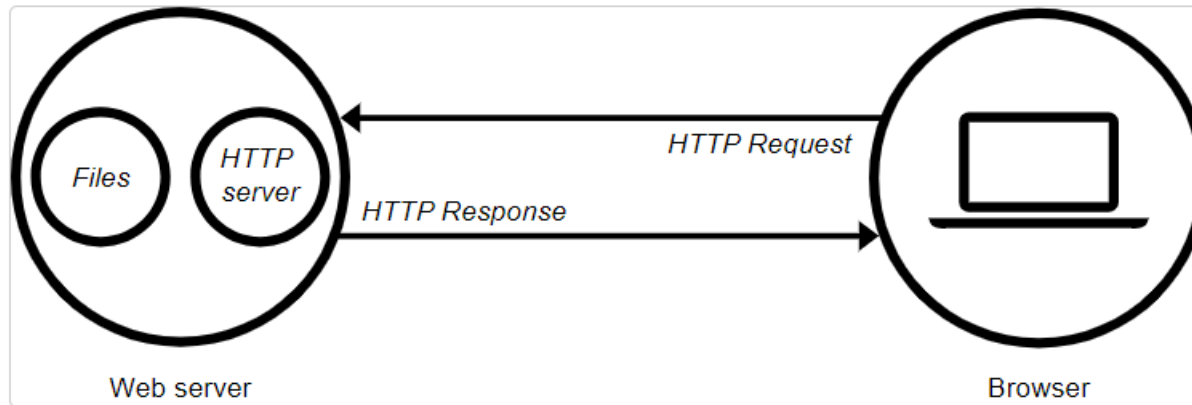 Files
HTTP
server
HTTP Request
HTTP Response
Web server
Browser